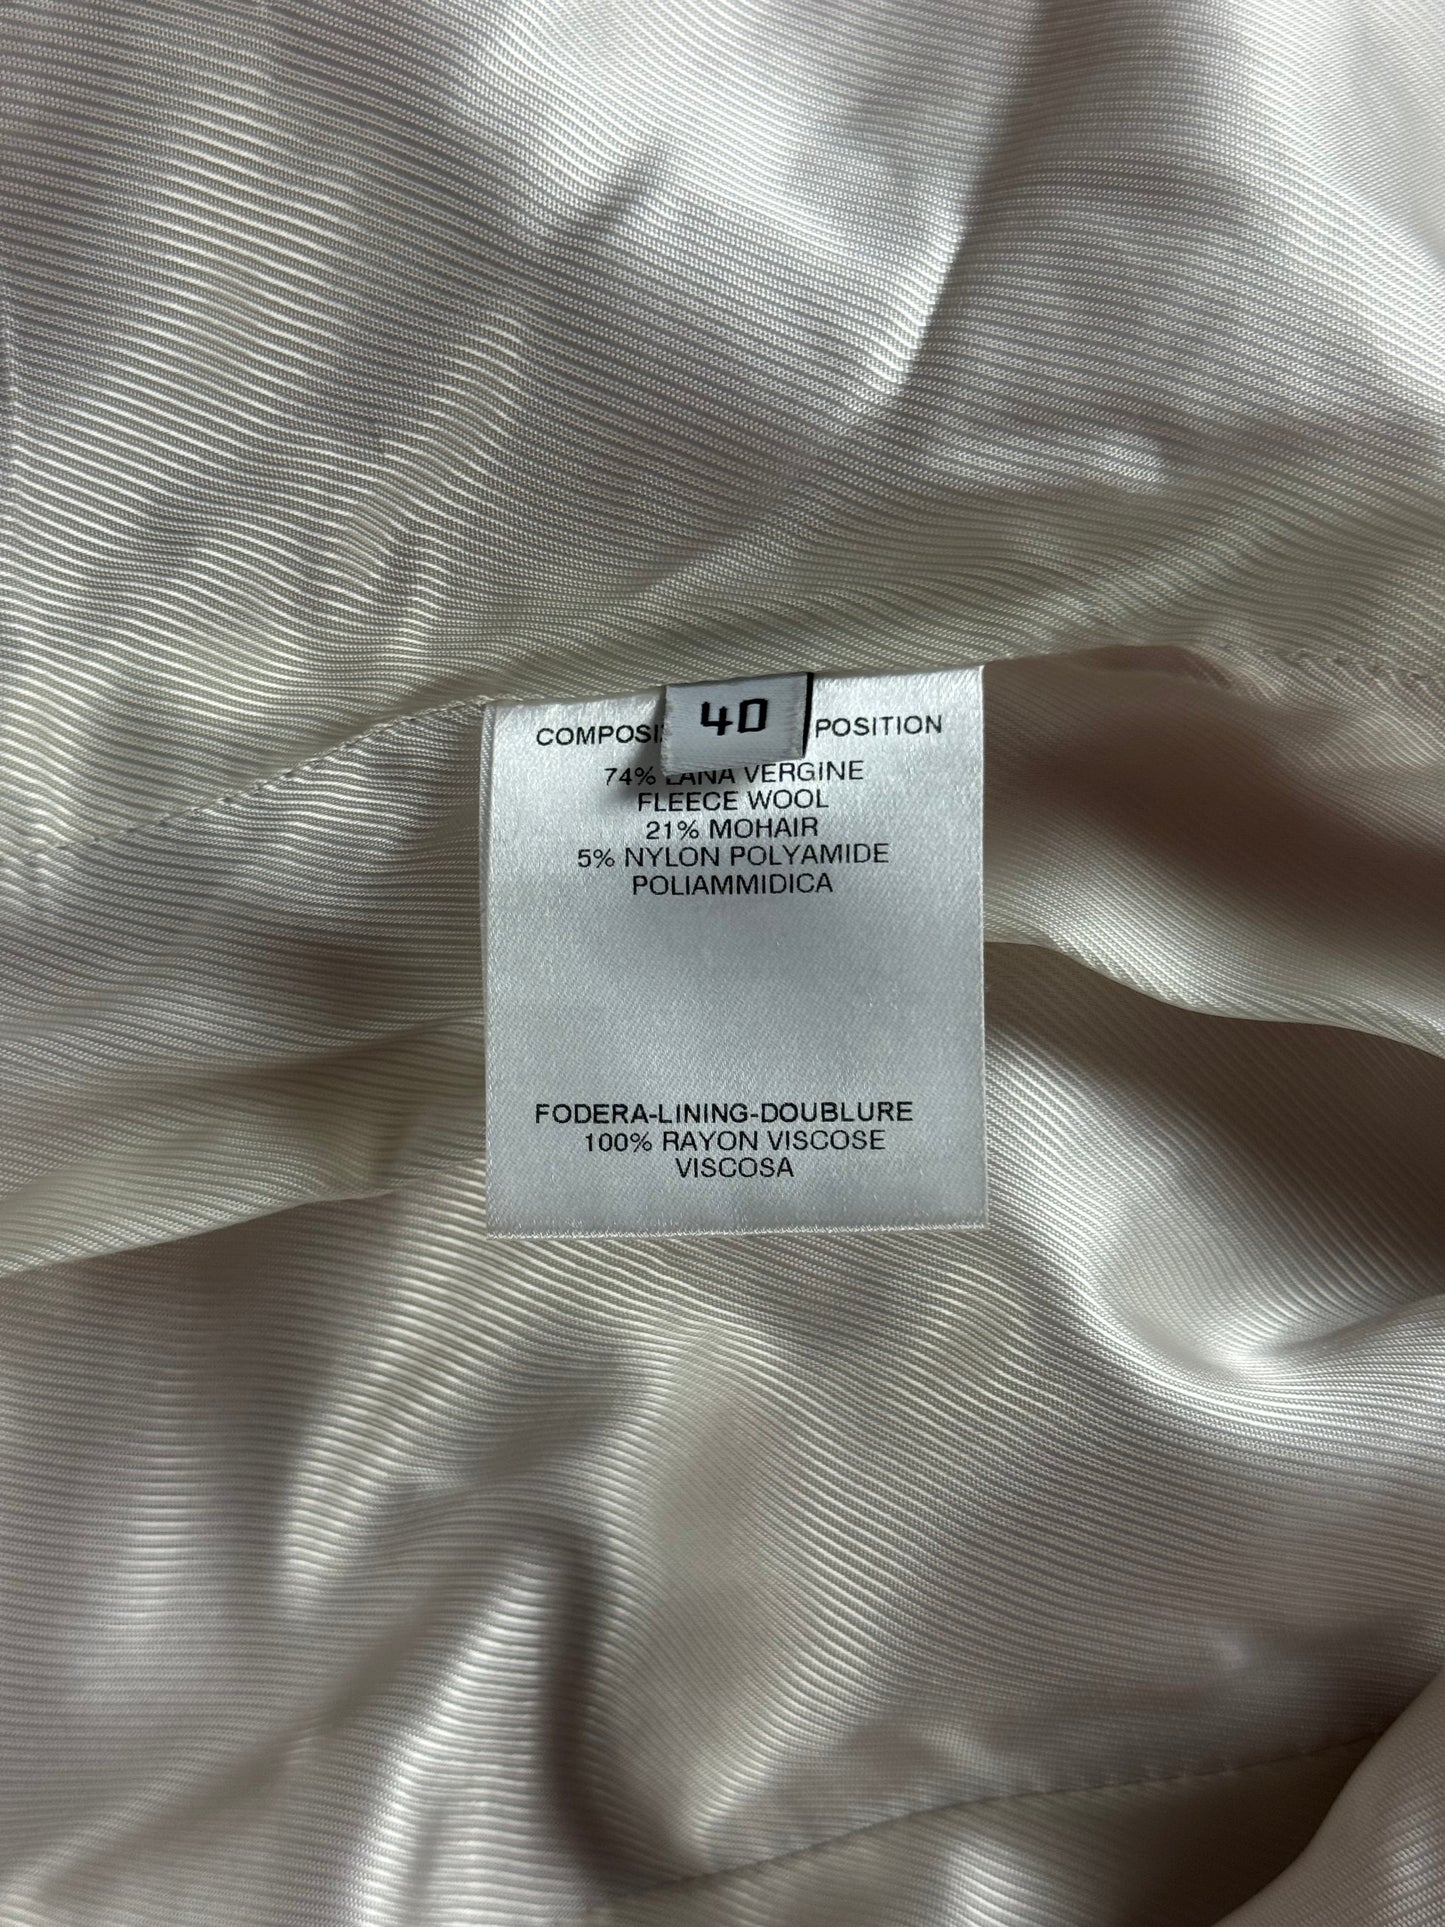 40
POSITION
74% LANA VERGINE
FLEECE WOOL
21% MOHAIR
5% NYLON POLYAMIDE
POLIAMMIDICA
FODERA-LINING-DOUBLURE
100% RAYON VISCOSE
VISCOSA